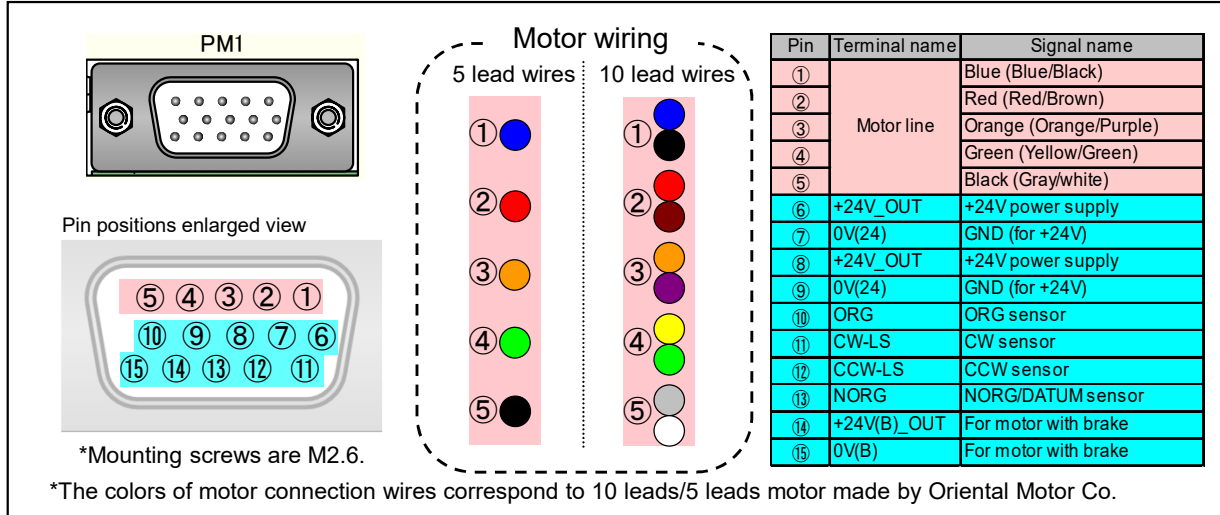 PM1
Pin positions enlarged view
⑤ ④ ③ ② ①
⑩ ⑨ ⑧ ⑦ ⑥
⑮ ⑭ ⑬ ⑫ ⑪
*Mounting screws are M2.6.
Motor wiring
5 lead wires 10 lead wires
① ①
② ②
③ ③
④ ④
⑤ ⑤
Pin Terminal name Signal name
① Blue (Blue/Black)
② Red (Red/Brown)
③ Motor line Orange (Orange/Purple)
④ Green (Yellow/Green)
⑤ Black (Gray/white)
⑥ +24V_OUT +24V power supply
⑦ 0V(24) GND (for +24V)
⑧ +24V_OUT +24V power supply
⑨ 0V(24) GND (for +24V)
⑩ ORG ORG sensor
⑪ CW-LS CW sensor
⑫ CCW-LS CCW sensor
⑬ NORG NORG/DATUM sensor
⑭ +24V(B)_OUT For motor with brake
⑮ 0V(B) For motor with brake
*The colors of motor connection wires correspond to 10 leads/5 leads motor made by Oriental Motor Co.